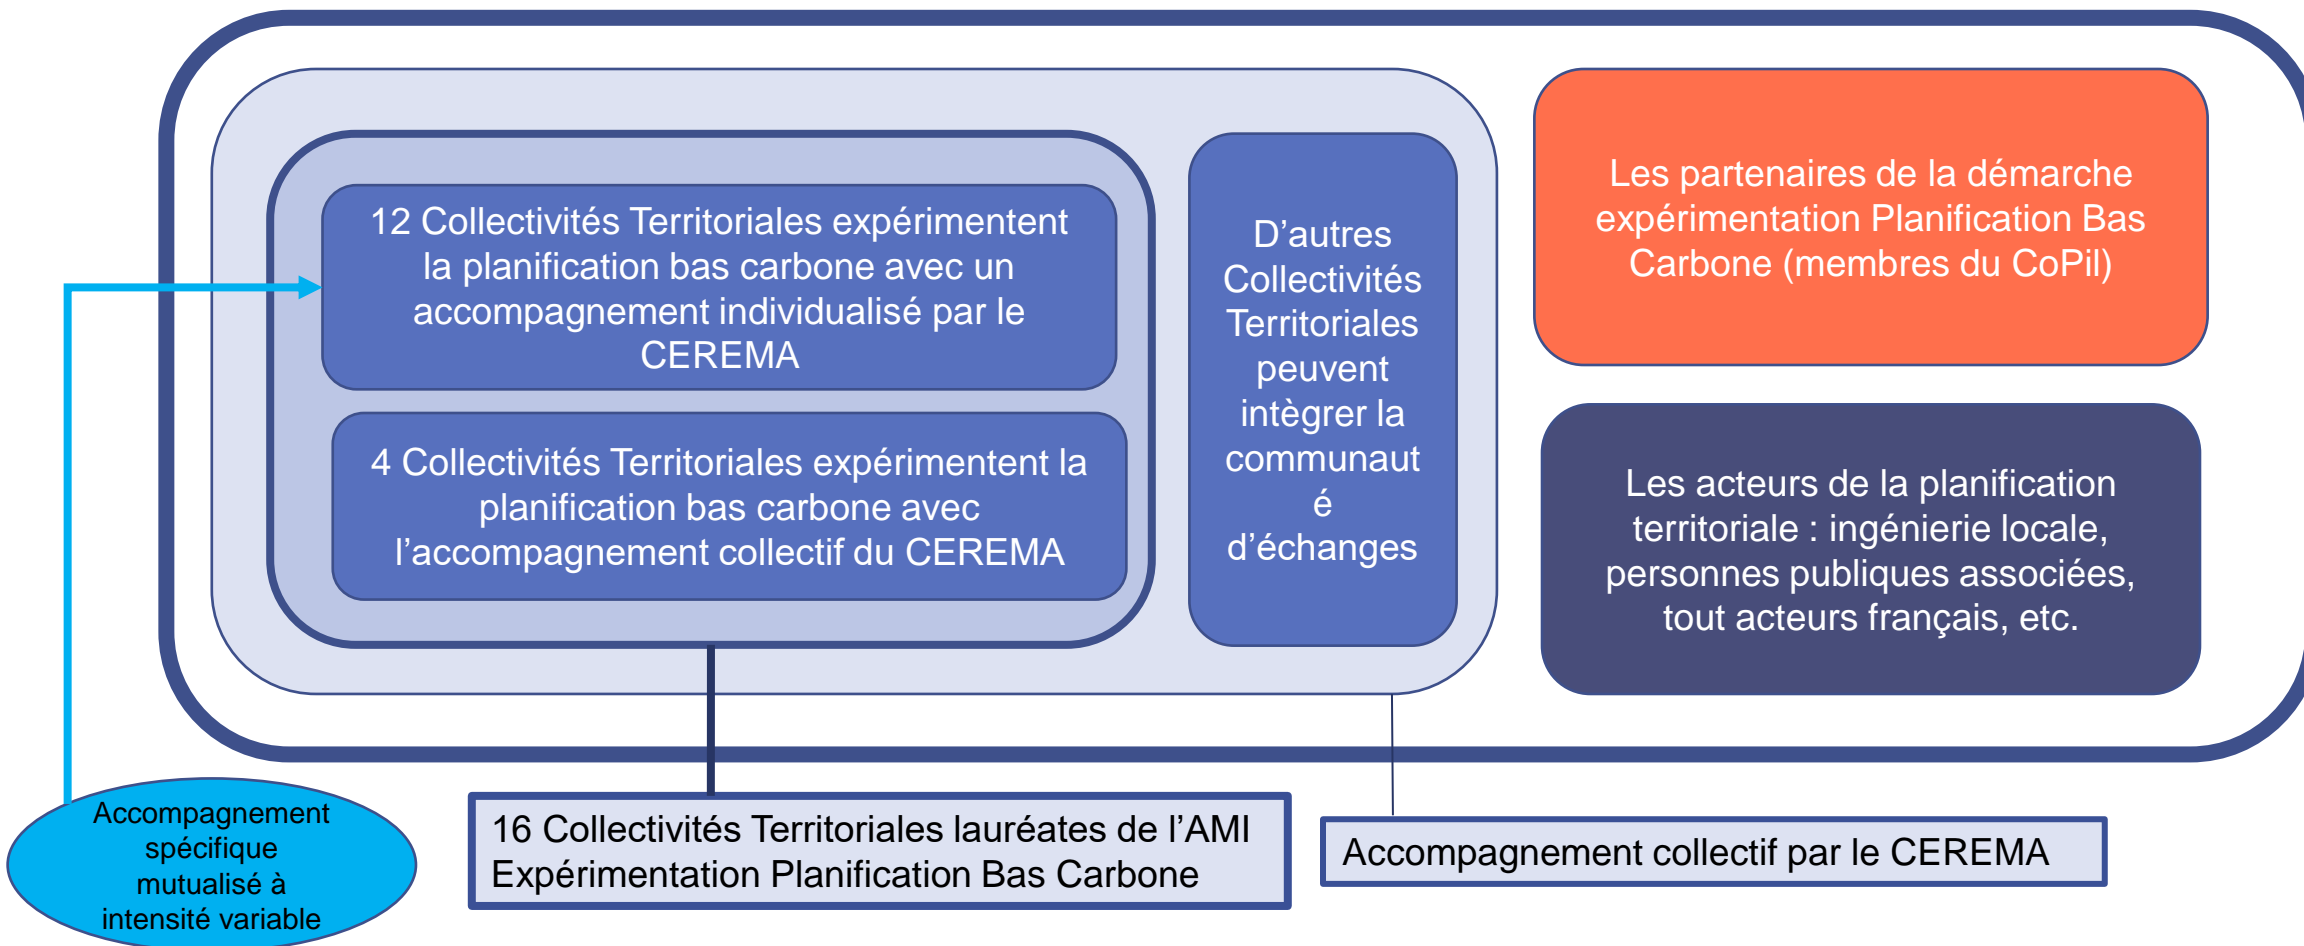 12 Collectivités Territoriales expérimentent
la planification bas carbone avec un
accompagnement individualisé par le
CEREMA
4 Collectivités Territoriales expérimentent la
planification bas carbone avec
l’accompagnement collectif du CEREMA
D’autres
Collectivités
Territoriales
peuvent
intègrer la
communaut
é
d’échanges
Les partenaires de la démarche
expérimentation Planification Bas
Carbone (membres du CoPil)
Les acteurs de la planification
territoriale : ingénierie locale,
personnes publiques associées,
tout acteurs français, etc.
Accompagnement
spécifique
mutualisé à
intensité variable
16 Collectivités Territoriales lauréates de l’AMI
Expérimentation Planification Bas Carbone
Accompagnement collectif par le CEREMA